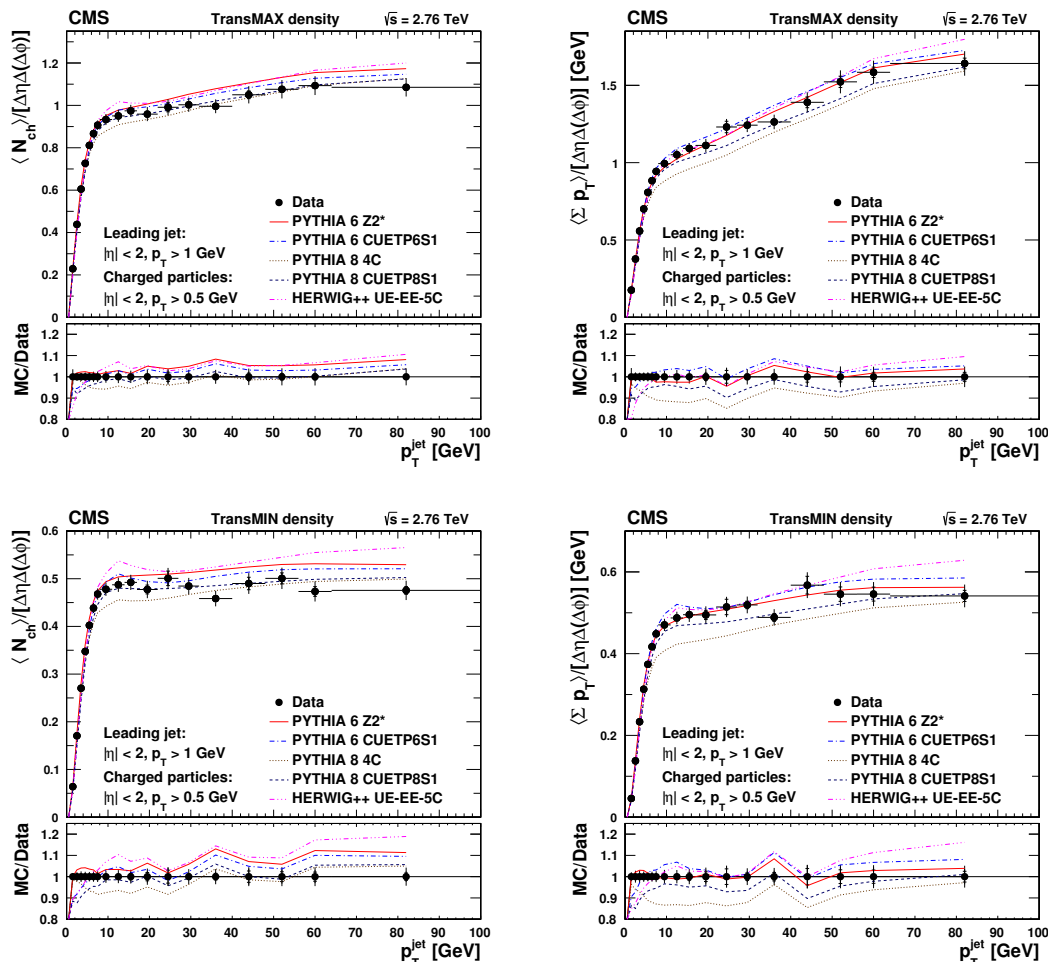 CMS TransMAX density √s = 2.76 TeV
⟨ N_ch⟩/[ΔηΔ(Δϕ)]
1.2
1
0.8
0.6
0.4
0.2
0
Data
PYTHIA 6 Z2*
PYTHIA 6 CUETP6S1
PYTHIA 8 4C
PYTHIA 8 CUETP8S1
HERWIG++ UE-EE-5C
Leading jet:
|η| < 2, p_T > 1 GeV
Charged particles:
|η| < 2, p_T > 0.5 GeV
MC/Data
1.2
1.1
1
0.9
0.8
0 10 20 30 40 50 60 70 80 90 100
p_T^jet [GeV]
CMS TransMAX density √s = 2.76 TeV
⟨Σ p_T⟩/[ΔηΔ(Δϕ)] [GeV]
1.5
1
0.5
0
Data
PYTHIA 6 Z2*
PYTHIA 6 CUETP6S1
PYTHIA 8 4C
PYTHIA 8 CUETP8S1
HERWIG++ UE-EE-5C
Leading jet:
|η| < 2, p_T > 1 GeV
Charged particles:
|η| < 2, p_T > 0.5 GeV
MC/Data
1.2
1.1
1
0.9
0.8
0 10 20 30 40 50 60 70 80 90 100
p_T^jet [GeV]
CMS TransMIN density √s = 2.76 TeV
⟨ N_ch⟩/[ΔηΔ(Δϕ)]
0.6
0.5
0.4
0.3
0.2
0.1
0
Data
PYTHIA 6 Z2*
PYTHIA 6 CUETP6S1
PYTHIA 8 4C
PYTHIA 8 CUETP8S1
HERWIG++ UE-EE-5C
Leading jet:
|η| < 2, p_T > 1 GeV
Charged particles:
|η| < 2, p_T > 0.5 GeV
MC/Data
1.2
1.1
1
0.9
0.8
0 10 20 30 40 50 60 70 80 90 100
p_T^jet [GeV]
CMS TransMIN density √s = 2.76 TeV
⟨Σ p_T⟩/[ΔηΔ(Δϕ)] [GeV]
0.6
0.4
0.2
0
Data
PYTHIA 6 Z2*
PYTHIA 6 CUETP6S1
PYTHIA 8 4C
PYTHIA 8 CUETP8S1
HERWIG++ UE-EE-5C
Leading jet:
|η| < 2, p_T > 1 GeV
Charged particles:
|η| < 2, p_T > 0.5 GeV
MC/Data
1.2
1.1
1
0.9
0.8
0 10 20 30 40 50 60 70 80 90 100
p_T^jet [GeV]